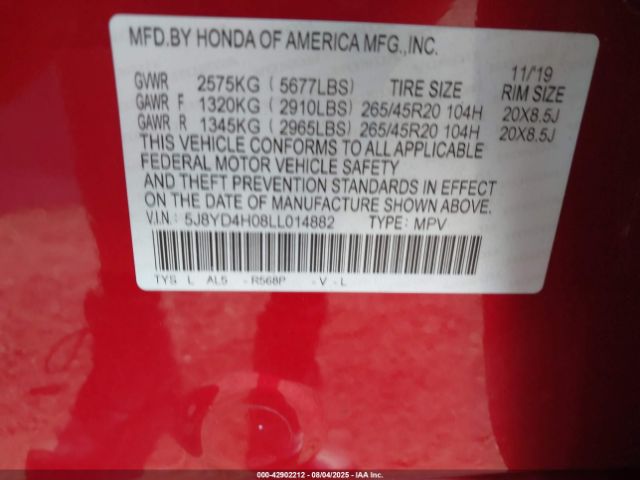 MFD.BY HONDA OF AMERICA MFG.,INC.
11/19
GVWR 2575KG ( 5677LBS) TIRE SIZE RIM SIZE
GAWR F 1320KG ( 2910LBS) 265/45R20 104H 20X8.5J
GAWR R 1345KG ( 2965LBS) 265/45R20 104H 20X8.5J
THIS VEHICLE CONFORMS TO ALL APPLICABLE
FEDERAL MOTOR VEHICLE SAFETY
AND THEFT PREVENTION STANDARDS IN EFFECT
ON THE DATE OF MANUFACTURE SHOWN ABOVE.
V.I.N.: 5J8YD4H08LL014882 TYPE: MPV
TYS L AL5 - R568P - V - L
000-42902212 - 08/04/2025 - IAA Inc.